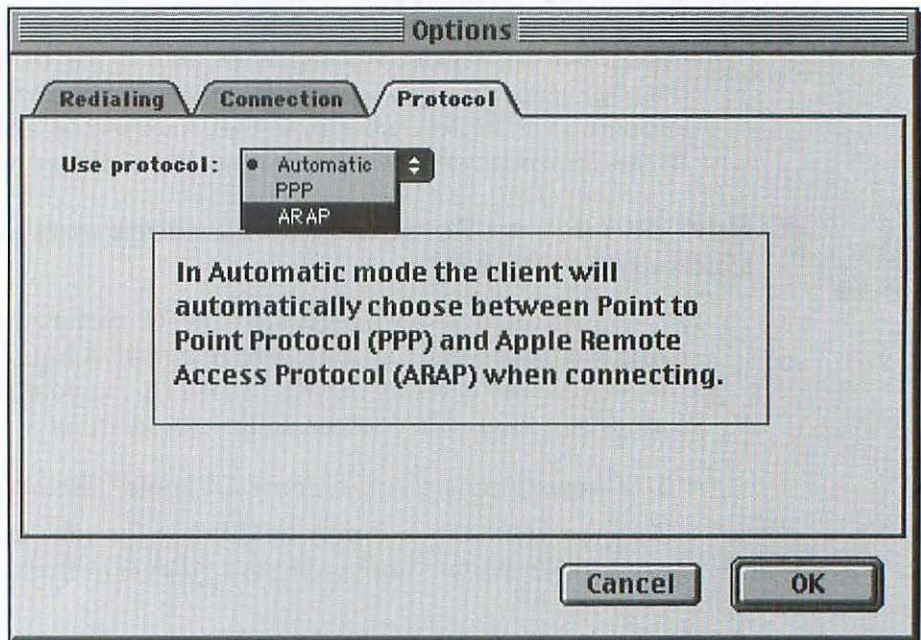 Options
Redialing Connection Protocol
Use protocol: Automatic
PPP
ARAP
In Automatic mode the client will
automatically choose between Point to
Point Protocol (PPP) and Apple Remote
Access Protocol (ARAP) when connecting.
Cancel OK